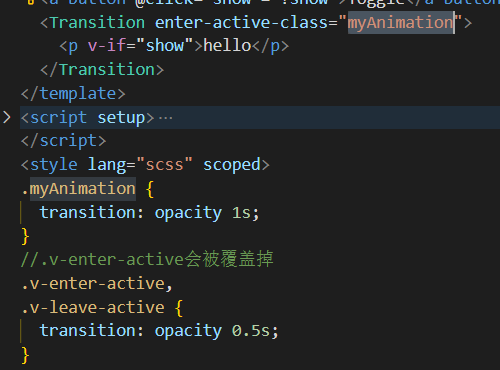 <a-button @click="show = !show">Toggle</a-button
<Transition enter-active-class="myAnimation">
<p v-if="show">hello</p>
</Transition>
</template>
<script setup>…
</script>
<style lang="scss" scoped>
.myAnimation {
transition: opacity 1s;
}
//.v-enter-active会被覆盖掉
.v-enter-active,
.v-leave-active {
transition: opacity 0.5s;
}